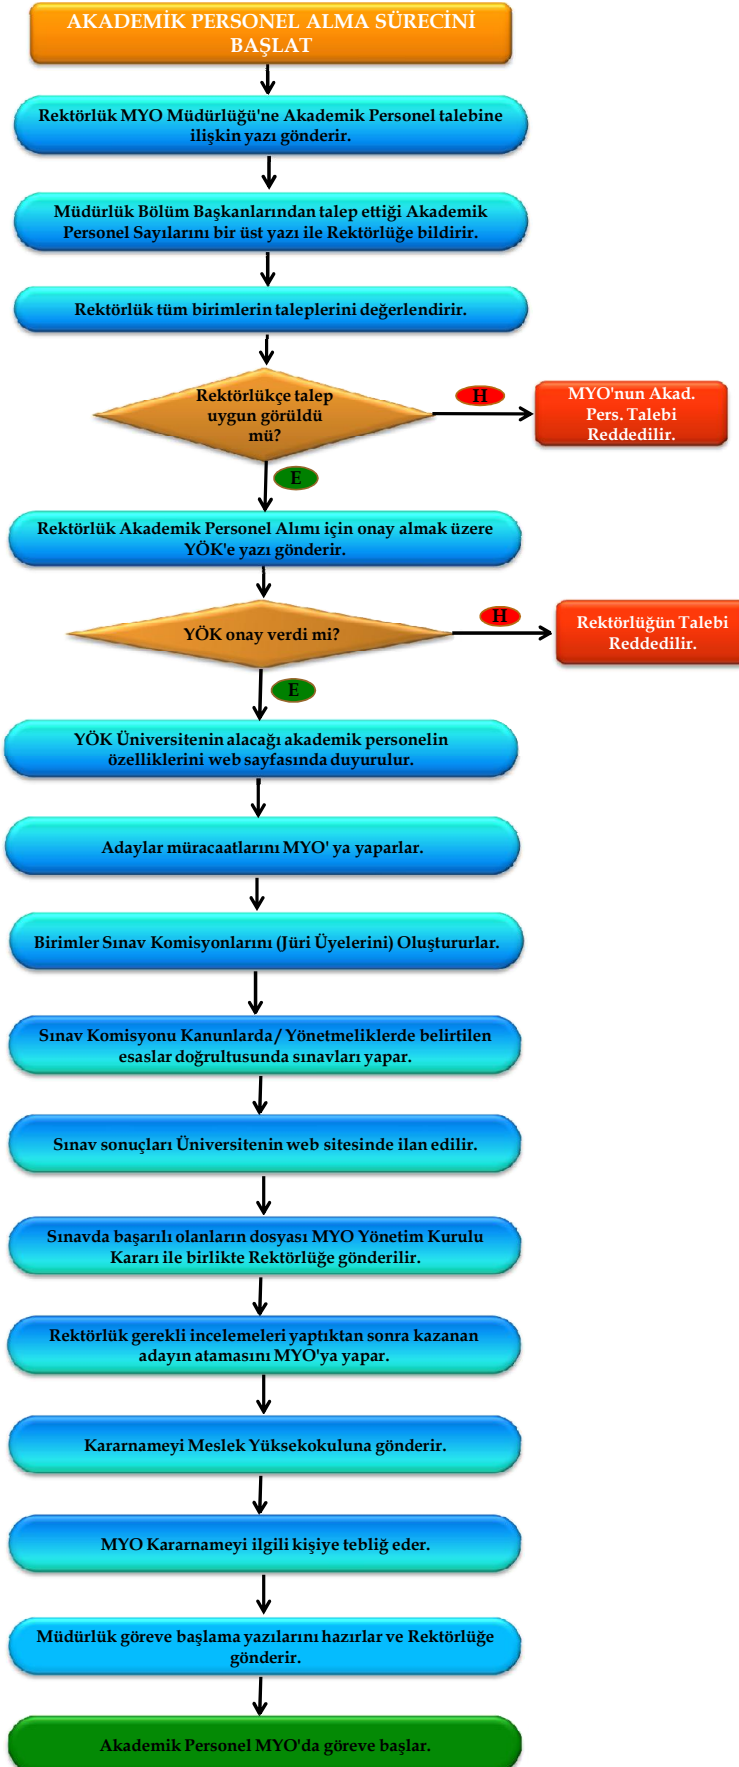 AKADEMİK PERSONEL ALMA SÜRECİNİ
BAŞLAT
Rektörlük MYO Müdürlüğü'ne Akademik Personel talebine
ilişkin yazı gönderir.
Müdürlük Bölüm Başkanlarından talep ettiği Akademik
Personel Sayılarını bir üst yazı ile Rektörlüğe bildirir.
Rektörlük tüm birimlerin taleplerini değerlendirir.
Rektörlükçe talep
uygun görüldü
mü?
H
MYO'nun Akad.
Pers. Talebi
Reddedilir.
E
Rektörlük Akademik Personel Alımı için onay almak üzere
YÖK'e yazı gönderir.
YÖK onay verdi mi?
H
Rektörlüğün Talebi
Reddedilir.
E
YÖK Üniversitenin alacağı akademik personelin
özelliklerini web sayfasında duyurulur.
Adaylar müracaatlarını MYO' ya yaparlar.
Birimler Sınav Komisyonlarını (Jüri Üyelerini) Oluştururlar.
Sınav Komisyonu Kanunlarda/ Yönetmeliklerde belirtilen
esaslar doğrultusunda sınavları yapar.
Sınav sonuçları Üniversitenin web sitesinde ilan edilir.
Sınavda başarılı olanların dosyası MYO Yönetim Kurulu
Kararı ile birlikte Rektörlüğe gönderilir.
Rektörlük gerekli incelemeleri yaptıktan sonra kazanan
adayın atamasını MYO'ya yapar.
Kararnameyi Meslek Yüksekokuluna gönderir.
MYO Kararnameyi ilgili kişiye tebliğ eder.
Müdürlük göreve başlama yazılarını hazırlar ve Rektörlüğe
gönderir.
Akademik Personel MYO'da göreve başlar.